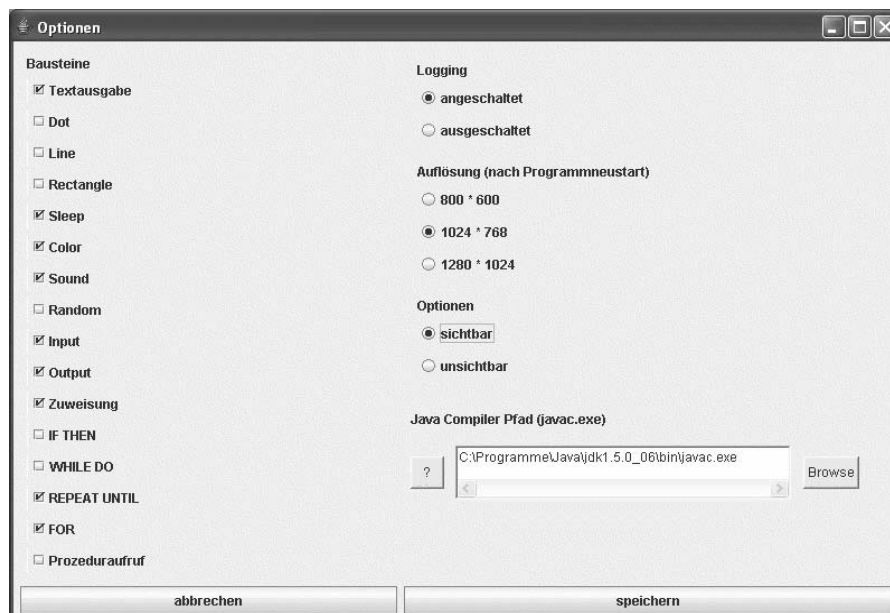 Optionen
Bausteine
Textausgabe
Dot
Line
Rectangle
Sleep
Color
Sound
Random
Input
Output
Zuweisung
IF THEN
WHILE DO
REPEAT UNTIL
FOR
Prozeduraufruf
Logging
angeschaltet
ausgeschaltet
Auflösung (nach Programmneustart)
800 * 600
1024 * 768
1280 * 1024
Optionen
sichtbar
unsichtbar
Java Compiler Pfad (javac.exe)
?
C:\Programme\Java\jdk1.5.0_06\bin\javac.exe
Browse
abbrechen
speichern